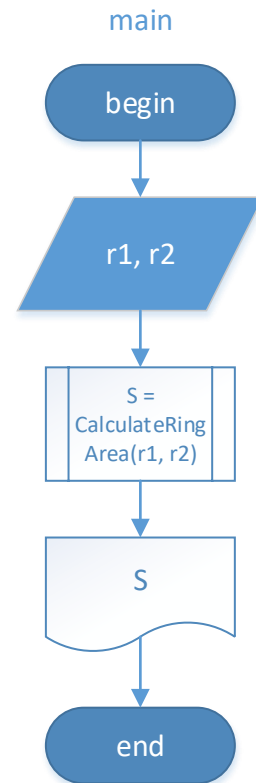 main
begin
r1, r2
S =
CalculateRing
Area(r1, r2)
S
end